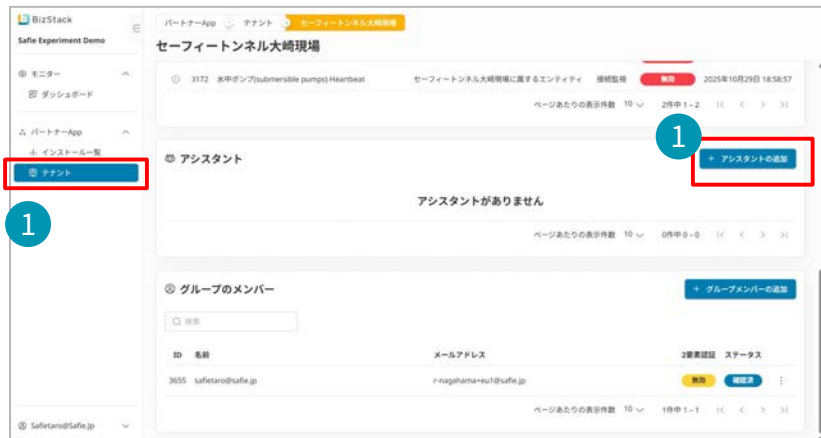 BizStack
Safie Experiment Demo
モニター
ダッシュボード
パートナーApp
インストール一覧
テナント
1
Safietaro@Safie.jp
パートナーApp テナント セーフィートンネル大崎現場
セーフィートンネル大崎現場
3172 水中ポンプ(submersible pumps) Heartbeat セーフィートンネル大崎現場に属するエンティティ 接続監視 無効 2025年10月29日 18:58:57
ページあたりの表示件数 10 2件中 1 - 2
1
アシスタント
+ アシスタントの追加
アシスタントがありません
ページあたりの表示件数 10 0件中 0 - 0
グループのメンバー
+ グループメンバーの追加
検索
ID 名前 メールアドレス 2要素認証 ステータス
3655 safietaro@safie.jp r-nagahama+eu1@safie.jp 無効 確認済
ページあたりの表示件数 10 1件中 1 - 1